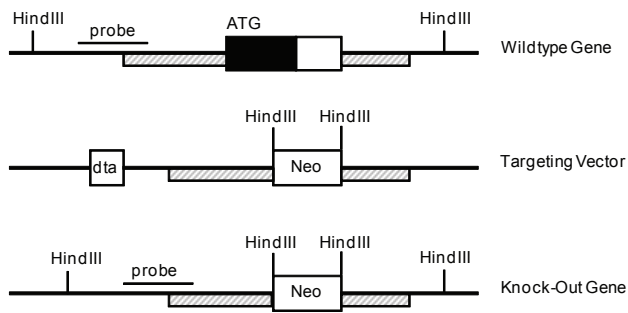 HindIII probe ATG HindIII
Wildtype Gene
HindIII HindIII
dta Neo Targeting Vector
HindIII probe HindIII HindIII HindIII
Neo Knock-Out Gene